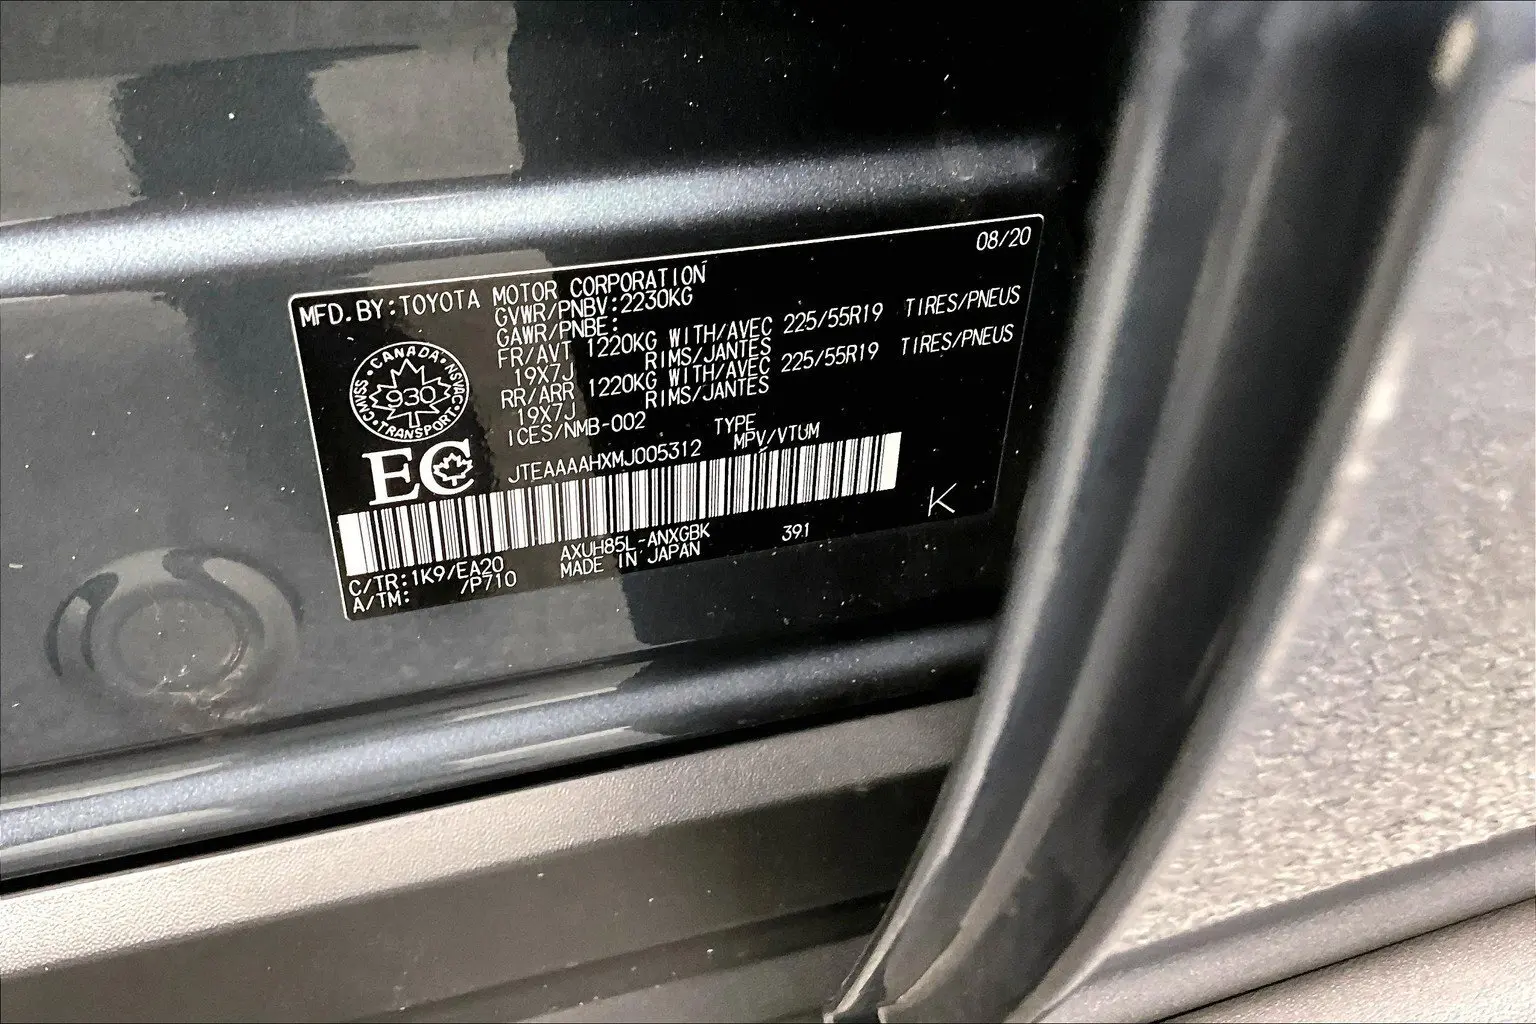 08/20
MFD. BY: TOYOTA MOTOR CORPORATION
GVWR/PNBV: 2230KG
GAWR/PNBE:
FR/AVT 1220KG WITH/AVEC 225/55R19 TIRES/PNEUS
19X7J RIMS/JANTES
RR/ARR 1220KG WITH/AVEC 225/55R19 TIRES/PNEUS
19X7J RIMS/JANTES
ICES/NMB-002 TYPE
JTEAAAAHXMJ005312 MPV/VTUM
CANADA
CMVSS 930 NSVAC
TRANSPORT
EC
C/TR: 1K9/EA20 AXUH85L-ANXGBK 391 K
A/TM: /P710 MADE IN JAPAN